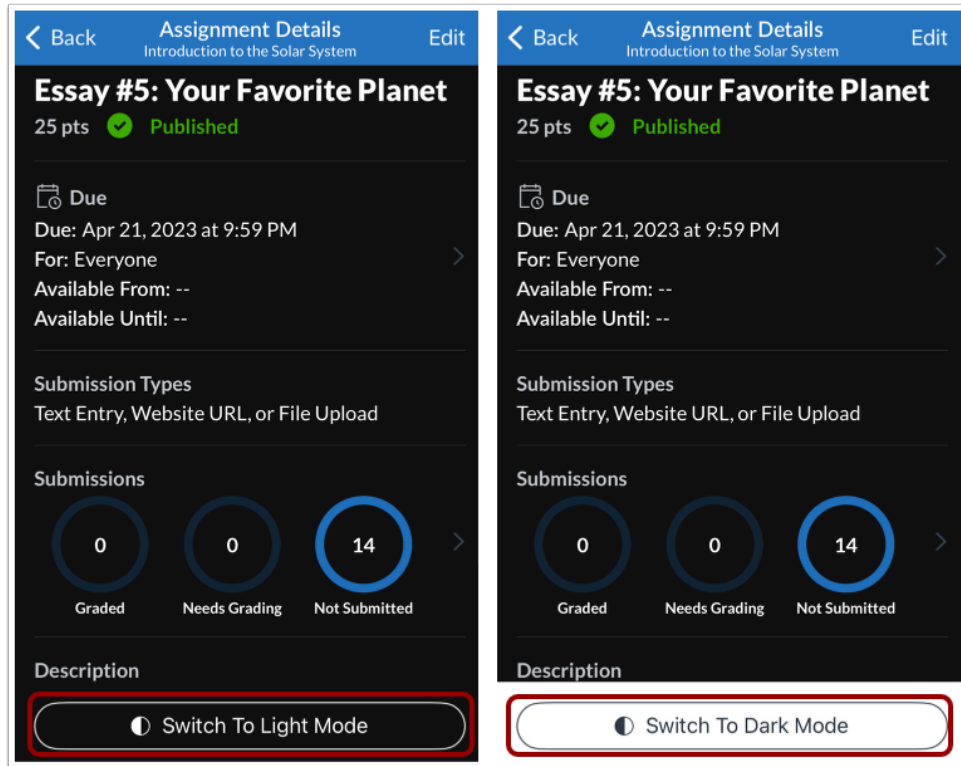 Back
Assignment Details
Edit
Introduction to the Solar System
Essay #5: Your Favorite Planet
25 pts
Published
Due
Due: Apr 21, 2023 at 9:59 PM
For: Everyone
Available From: --
Available Until: --
Submission Types
Text Entry, Website URL, or File Upload
Submissions
0
0
14
Graded
Needs Grading
Not Submitted
Description
Switch To Light Mode
Back
Assignment Details
Edit
Introduction to the Solar System
Essay #5: Your Favorite Planet
25 pts
Published
Due
Due: Apr 21, 2023 at 9:59 PM
For: Everyone
Available From: --
Available Until: --
Submission Types
Text Entry, Website URL, or File Upload
Submissions
0
0
14
Graded
Needs Grading
Not Submitted
Description
Switch To Dark Mode